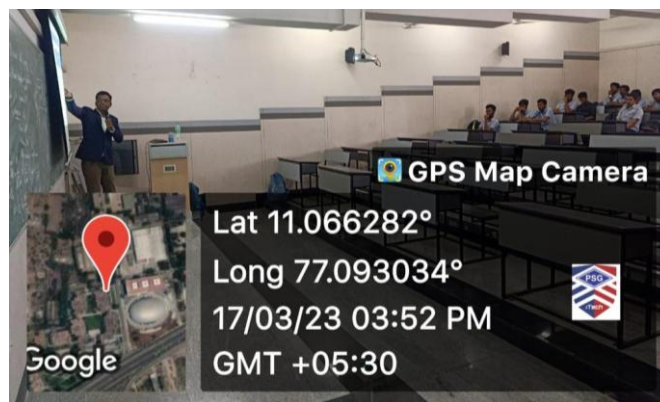 GPS Map Camera
Lat 11.066282°
Long 77.093034°
17/03/23 03:52 PM
GMT +05:30
Google
PSG
iTech